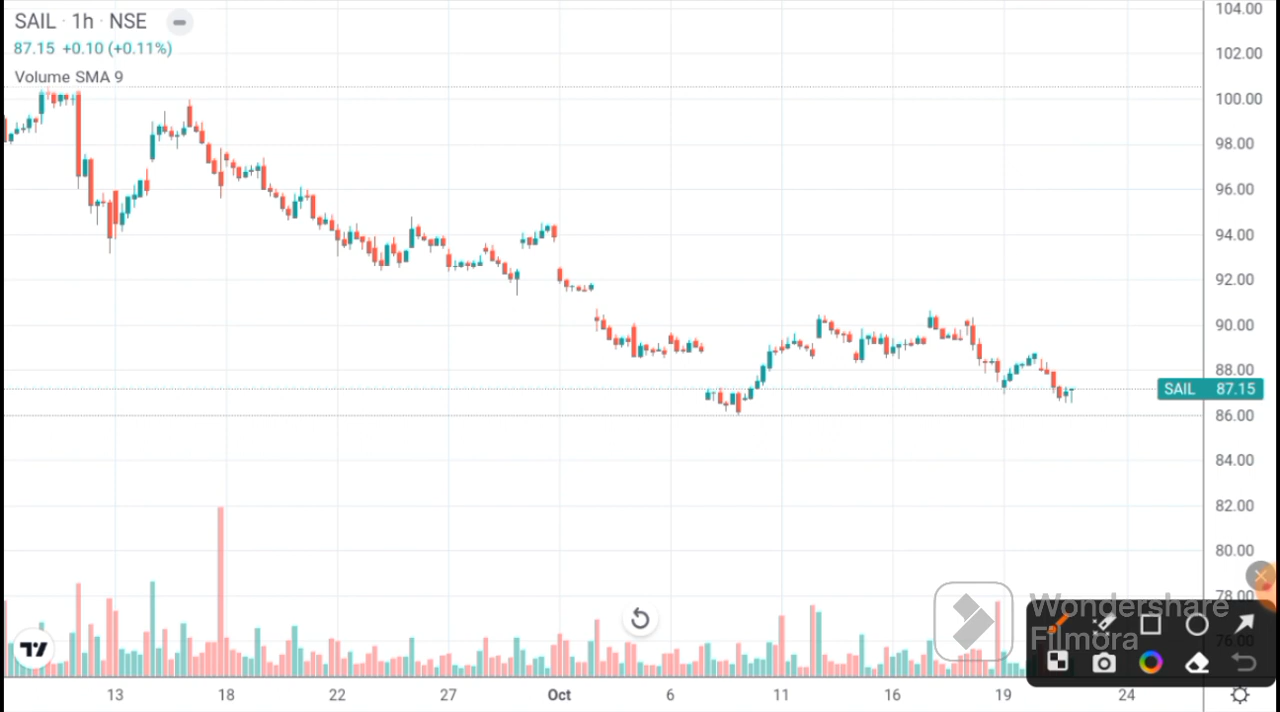 SAIL · 1h · NSE
87.15 +0.10 (+0.11%)
Volume SMA 9
104.00
102.00
100.00
98.00
96.00
94.00
92.00
90.00
88.00
SAIL 87.15
86.00
84.00
82.00
80.00
78.00
76.00
Wondershare
Filmora
13 18 22 27 Oct 6 11 16 19 24